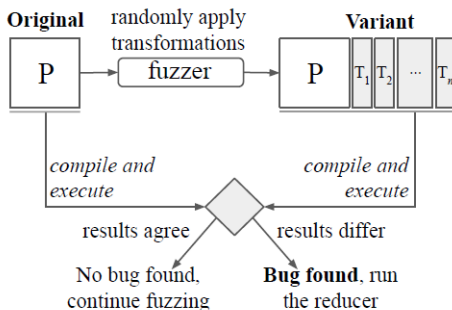 Original
randomly apply
transformations
Variant
P
fuzzer
P
T1
T2
...
Tn
compile and
execute
compile and
execute
results agree
results differ
No bug found,
continue fuzzing
Bug found, run
the reducer